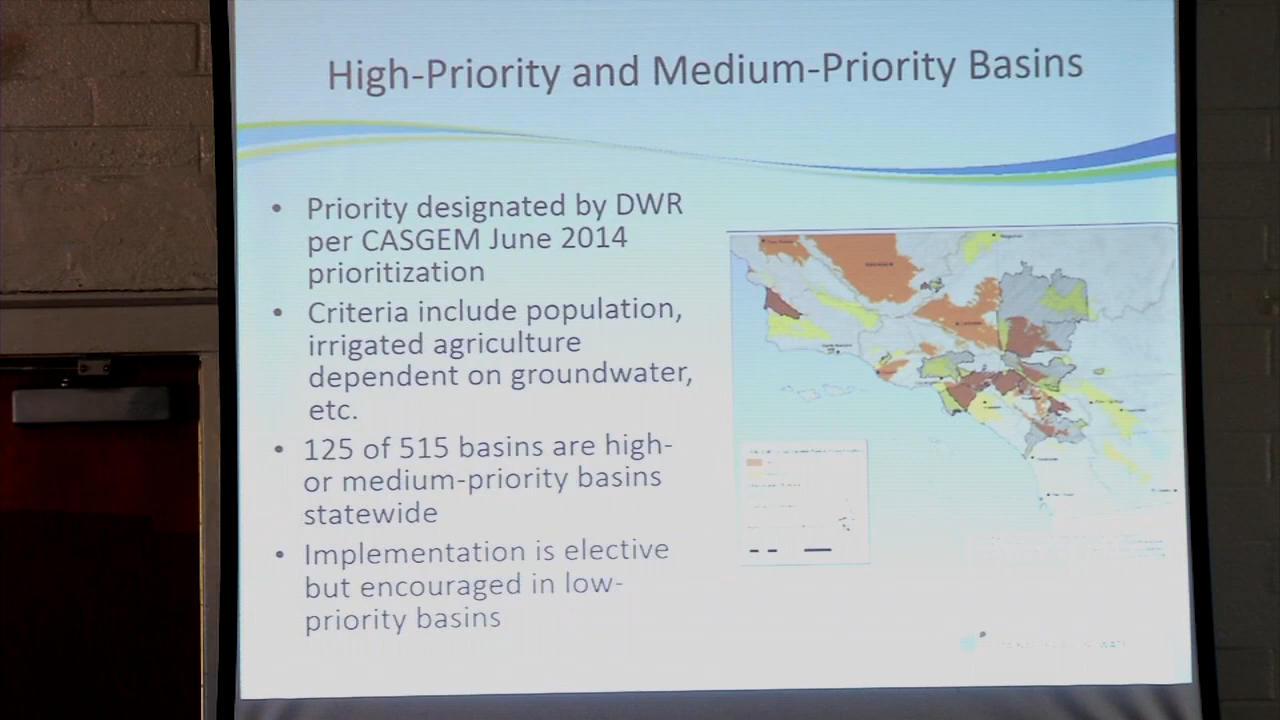 High-Priority and Medium-Priority Basins
• Priority designated by DWR
per CASGEM June 2014
prioritization
• Criteria include population,
irrigated agriculture
dependent on groundwater,
etc.
• 125 of 515 basins are high-
or medium-priority basins
statewide
• Implementation is elective
but encouraged in low-
priority basins